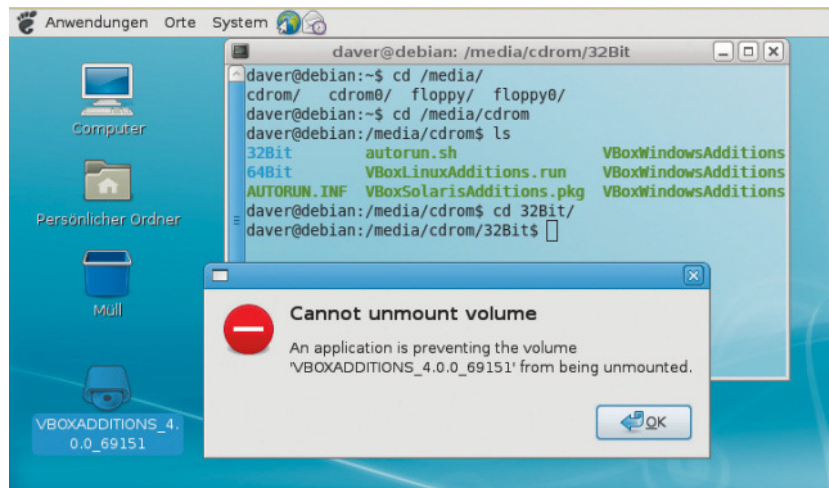 Anwendungen Orte System
daver@debian: /media/cdrom/32Bit
daver@debian:~$ cd /media/
cdrom/ cdrom0/ floppy/ floppy0/
daver@debian:~$ cd /media/cdrom
daver@debian:/media/cdrom$ ls
32Bit autorun.sh VBoxWindowsAdditions
64Bit VBoxLinuxAdditions.run VBoxWindowsAdditions
AUTORUN.INF VBoxSolarisAdditions.pkg VBoxWindowsAdditions
daver@debian:/media/cdrom$ cd 32Bit/
daver@debian:/media/cdrom/32Bit$
Computer
Persönlicher Ordner
Müll
VBOXADDITIONS_4.
0.0_69151
Cannot unmount volume
An application is preventing the volume
'VBOXADDITIONS_4.0.0_69151' from being unmounted.
OK